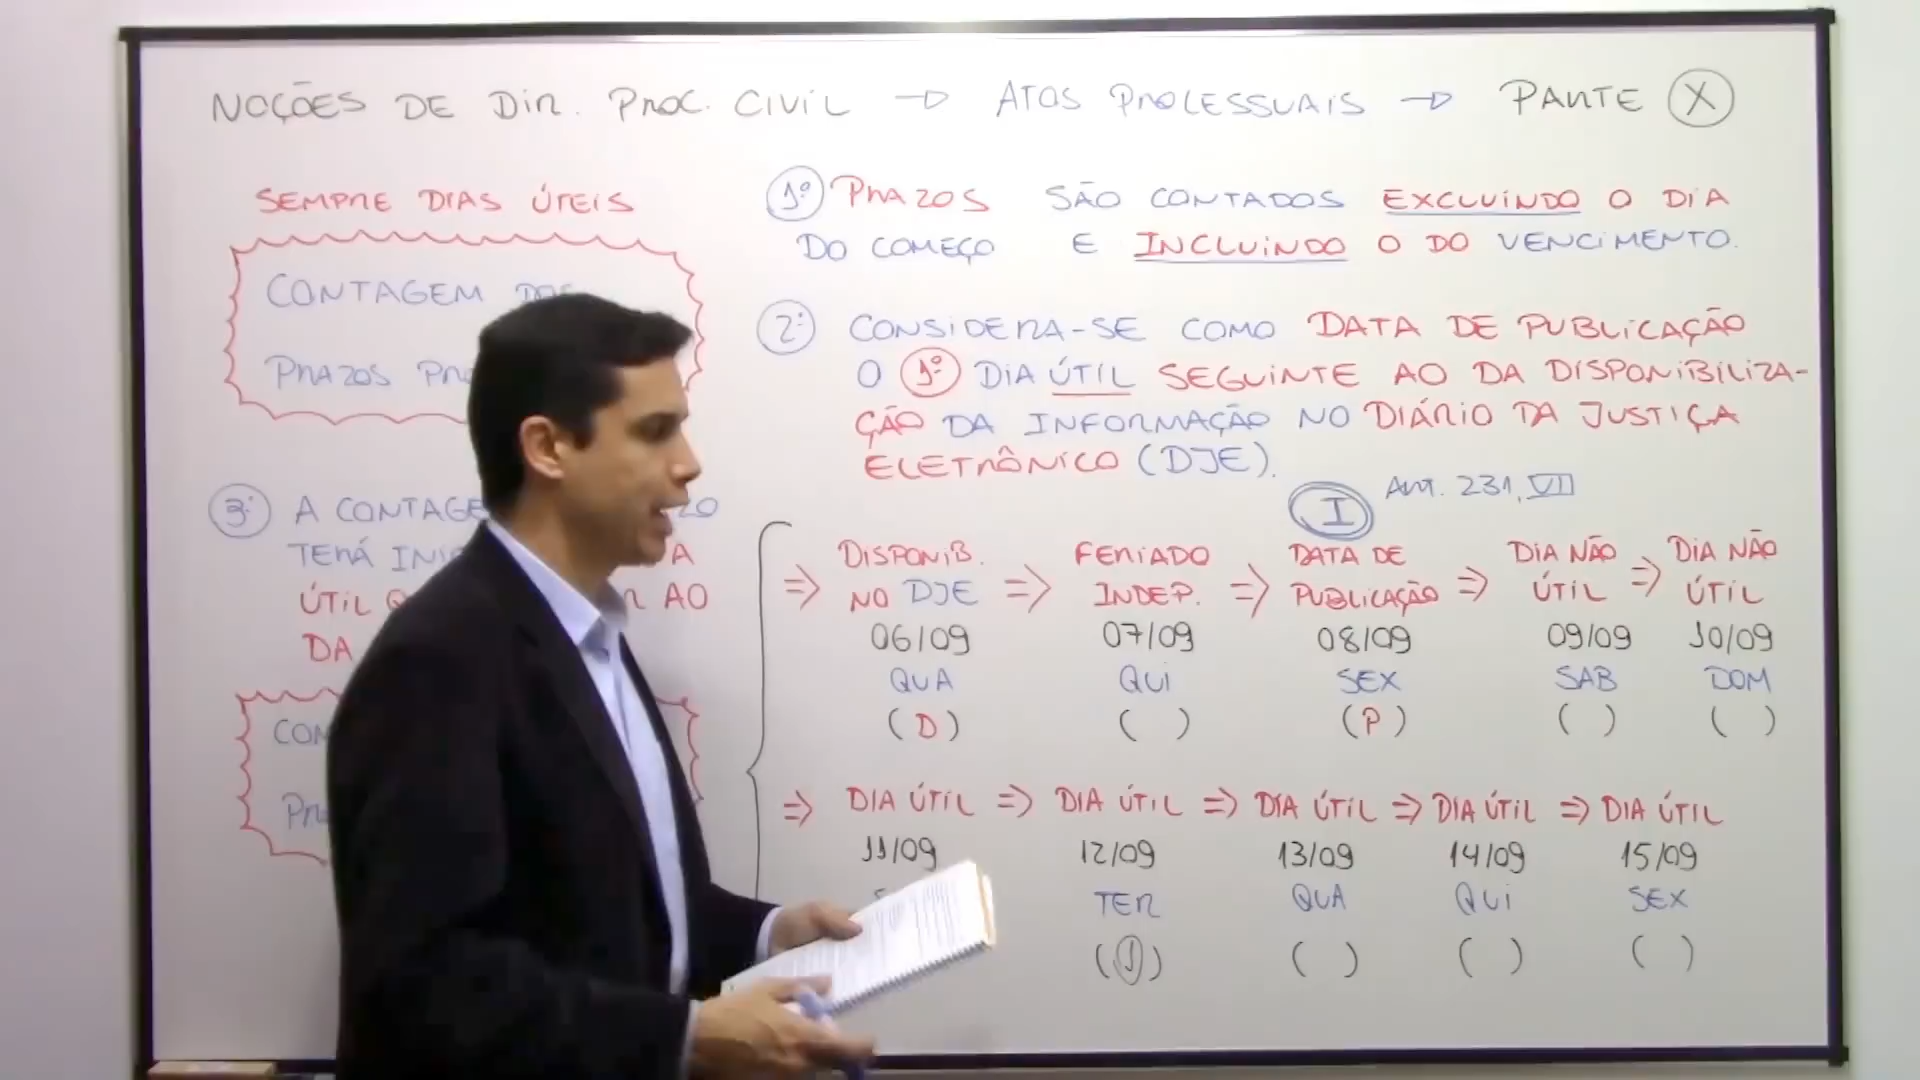 NOÇÕES DE DIR. PROC. CIVIL → ATOS PROCESSUAIS → PARTE X
SEMPRE DIAS ÚTEIS
CONTAGEM
PRAZOS
1º PRAZOS SÃO CONTADOS EXCLUINDO O DIA
DO COMEÇO E INCLUINDO O DO VENCIMENTO.
2º CONSIDERA-SE COMO DATA DE PUBLICAÇÃO
O 1º DIA ÚTIL SEGUINTE AO DA DISPONIBILIZA-
ÇÃO DA INFORMAÇÃO NO DIÁRIO DA JUSTIÇA
ELETRÔNICO (DJE).
3º A
TERÁ
ÚTIL AO
DA
I ART. 231, VII
⇒ DISPONIB. ⇒ FERIADO ⇒ DATA DE ⇒ DIA NÃO ⇒ DIA NÃO
NO DJE INDEP. PUBLICAÇÃO ÚTIL ÚTIL
06/09 07/09 08/09 09/09 10/09
QUA QUI SEX SAB DOM
(D) ( ) (P) ( ) ( )
⇒ DIA ÚTIL ⇒ DIA ÚTIL ⇒ DIA ÚTIL ⇒ DIA ÚTIL ⇒ DIA ÚTIL
11/09 12/09 13/09 14/09 15/09
TER QUA QUI SEX
(1) ( ) ( ) ( )